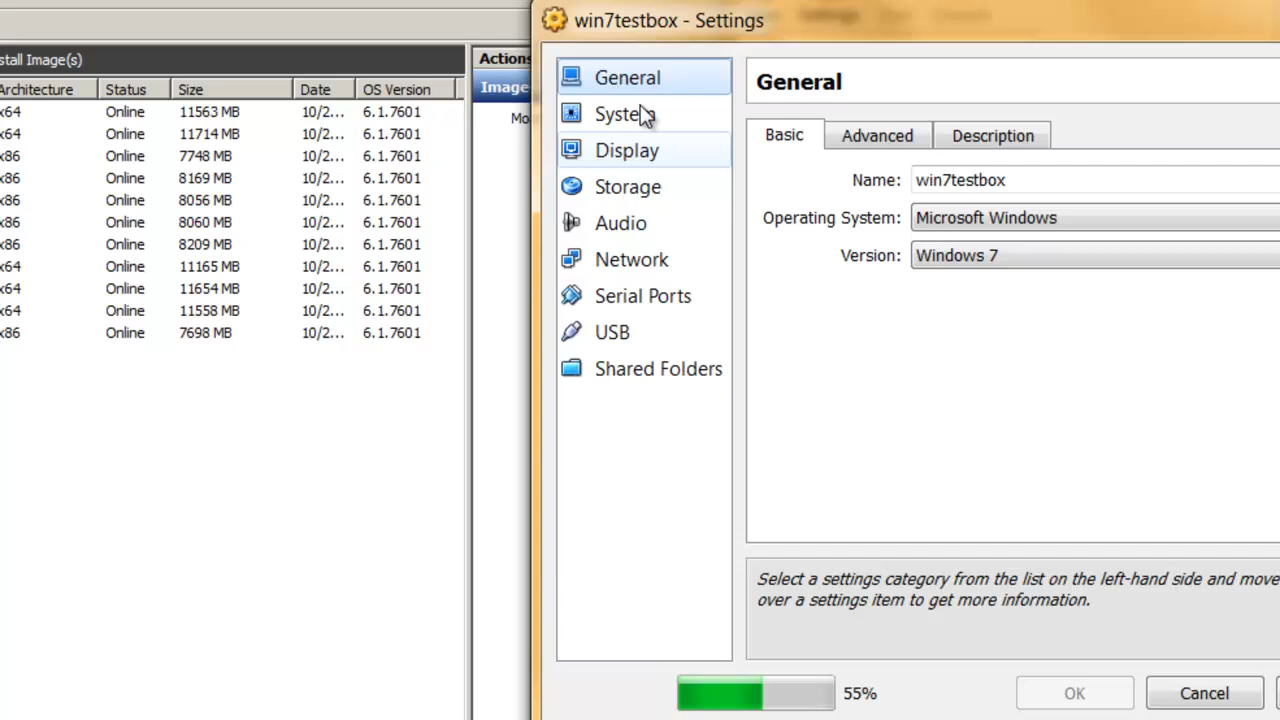 win7testbox - Settings
stall Image(s)
Actions
Architecture Status Size Date OS Version
Image
Mo
x64 Online 11563 MB 10/2... 6.1.7601
x64 Online 11714 MB 10/2... 6.1.7601
x86 Online 7748 MB 10/2... 6.1.7601
x86 Online 8169 MB 10/2... 6.1.7601
x86 Online 8056 MB 10/2... 6.1.7601
x86 Online 8060 MB 10/2... 6.1.7601
x86 Online 8209 MB 10/2... 6.1.7601
x64 Online 11165 MB 10/2... 6.1.7601
x64 Online 11654 MB 10/2... 6.1.7601
x64 Online 11558 MB 10/2... 6.1.7601
x86 Online 7698 MB 10/2... 6.1.7601
General
System
Display
Storage
Audio
Network
Serial Ports
USB
Shared Folders
General
Basic Advanced Description
Name: win7testbox
Operating System: Microsoft Windows
Version: Windows 7
Select a settings category from the list on the left-hand side and move
over a settings item to get more information.
55% OK Cancel